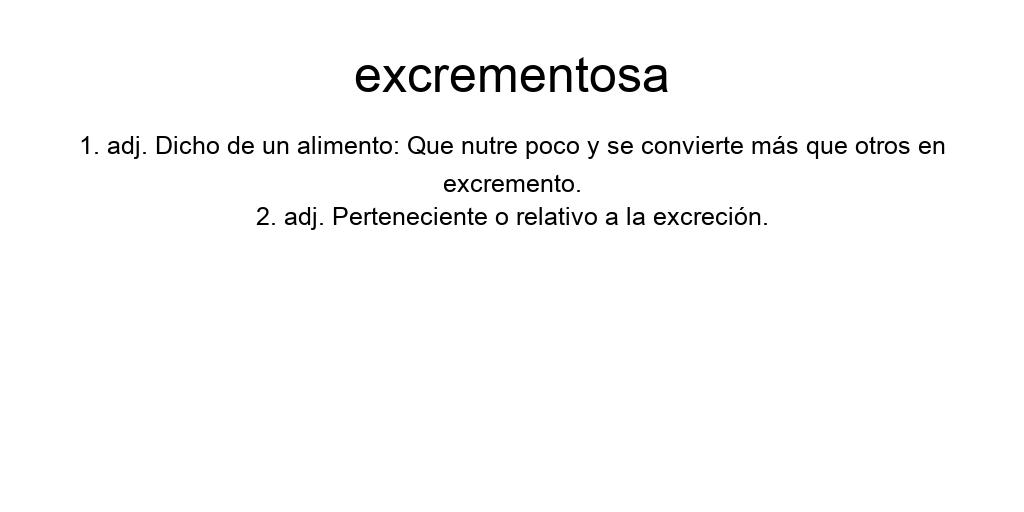 excrementosa
1. adj. Dicho de un alimento: Que nutre poco y se convierte más que otros en
excremento.
2. adj. Perteneciente o relativo a la excreción.